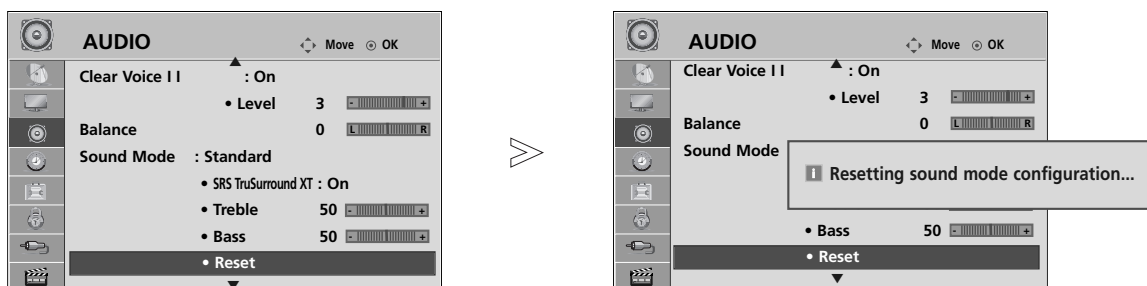 AUDIO Move OK
Clear Voice I I : On
• Level 3 - +
Balance 0 L R
Sound Mode : Standard
• SRS TruSurround XT : On
• Treble 50 - +
• Bass 50 - +
• Reset
AUDIO Move OK
Clear Voice I I : On
• Level 3 - +
Balance 0 L R
Sound Mode
i Resetting sound mode configuration...
• Bass 50 - +
• Reset